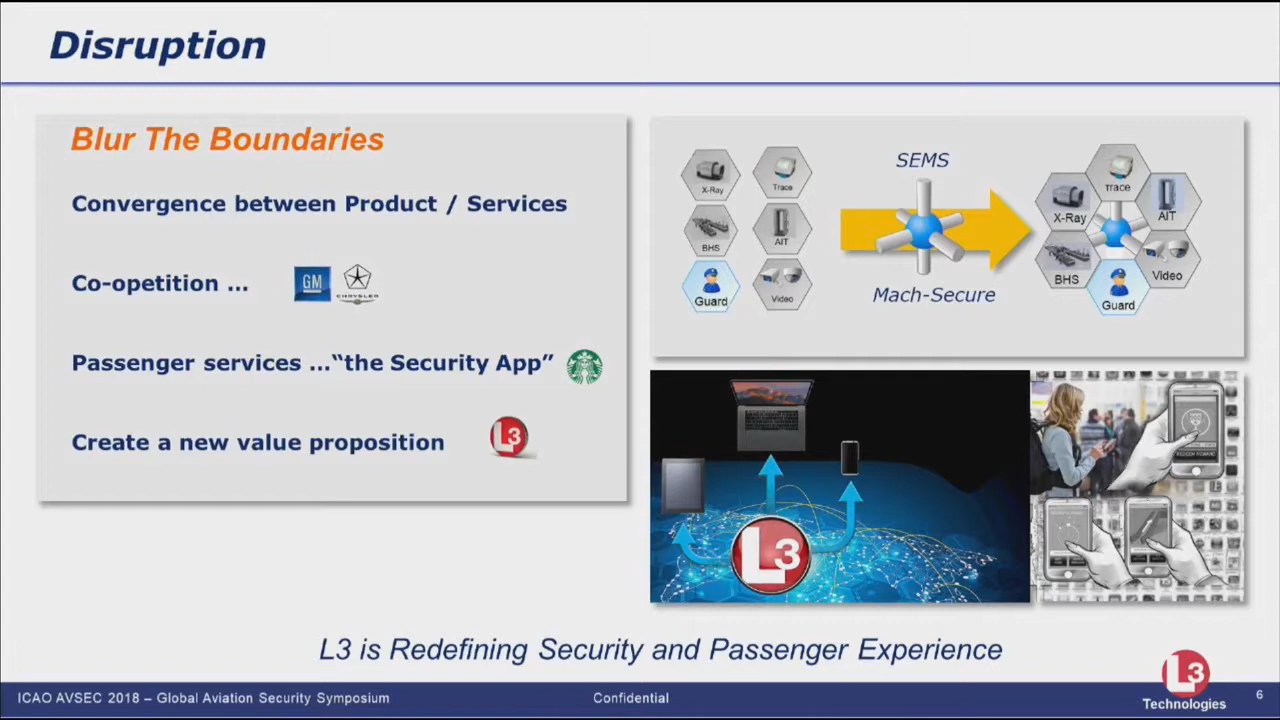 Disruption
Blur The Boundaries
Convergence between Product / Services
Co-opetition ...
GM
CHRYSLER
Passenger services ...“the Security App”
Create a new value proposition
L3
X-Ray
Trace
BHS
AIT
Guard
Video
SEMS
Mach-Secure
Trace
X-Ray
AIT
BHS
Video
Guard
L3
L3 is Redefining Security and Passenger Experience
ICAO AVSEC 2018 – Global Aviation Security Symposium
Confidential
L3
Technologies
6